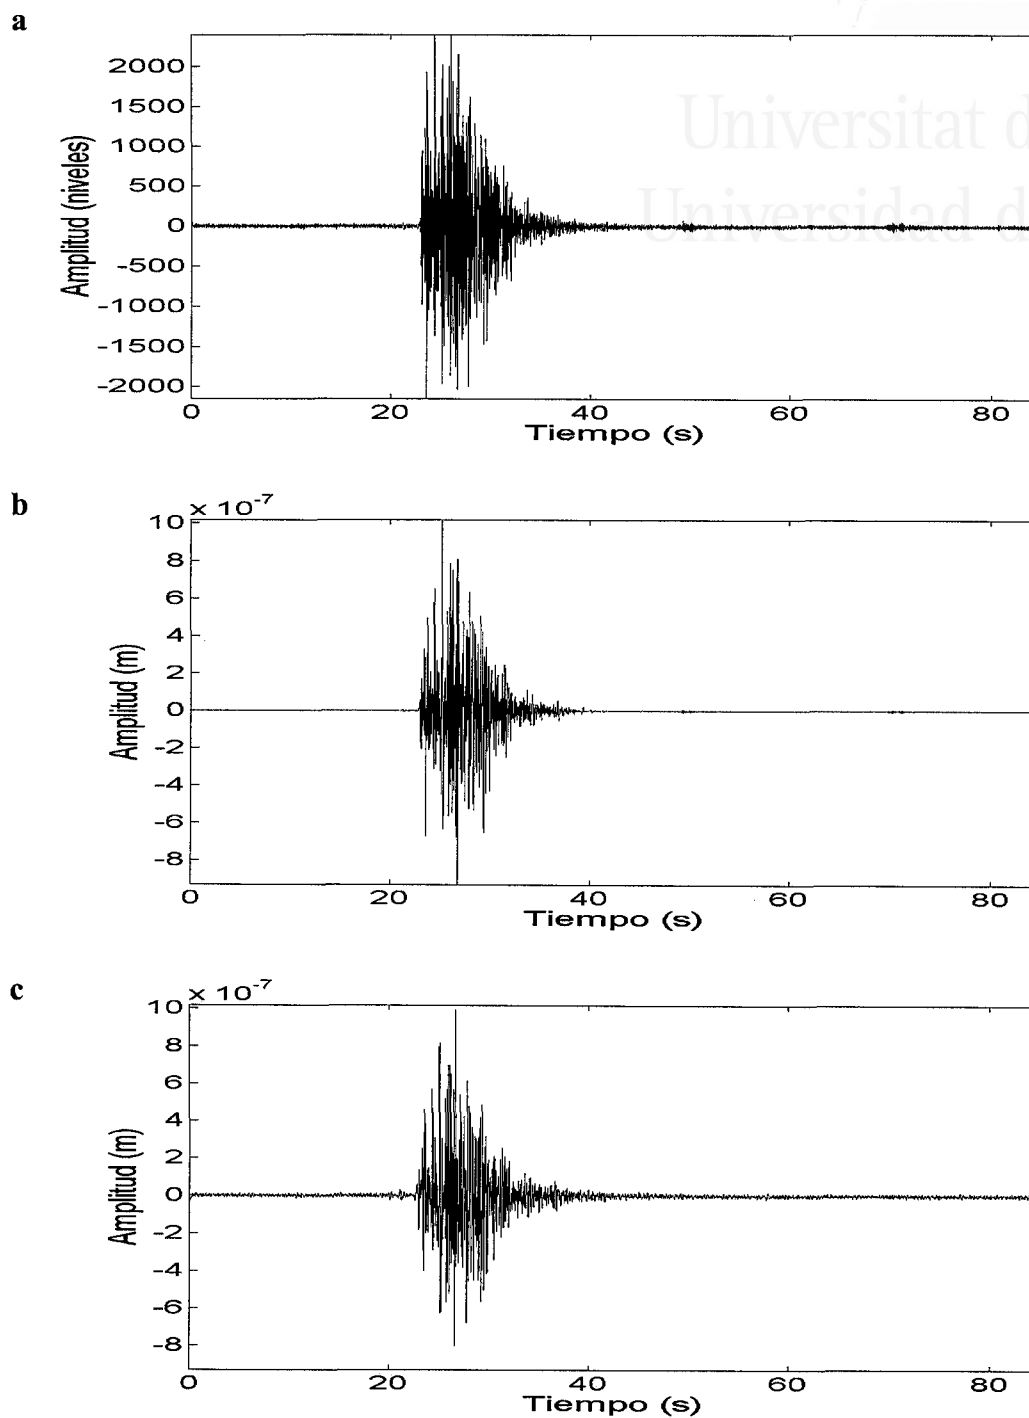 a
Universitat d
Universidad d
2000
1500
1000
500
0
-500
-1000
-1500
-2000
Amplitud (niveles)
0 20 40 60 80
Tiempo (s)
b
× 10⁻⁷
10
8
6
4
2
0
-2
-4
-6
-8
Amplitud (m)
0 20 40 60 80
Tiempo (s)
c
× 10⁻⁷
10
8
6
4
2
0
-2
-4
-6
-8
Amplitud (m)
0 20 40 60 80
Tiempo (s)